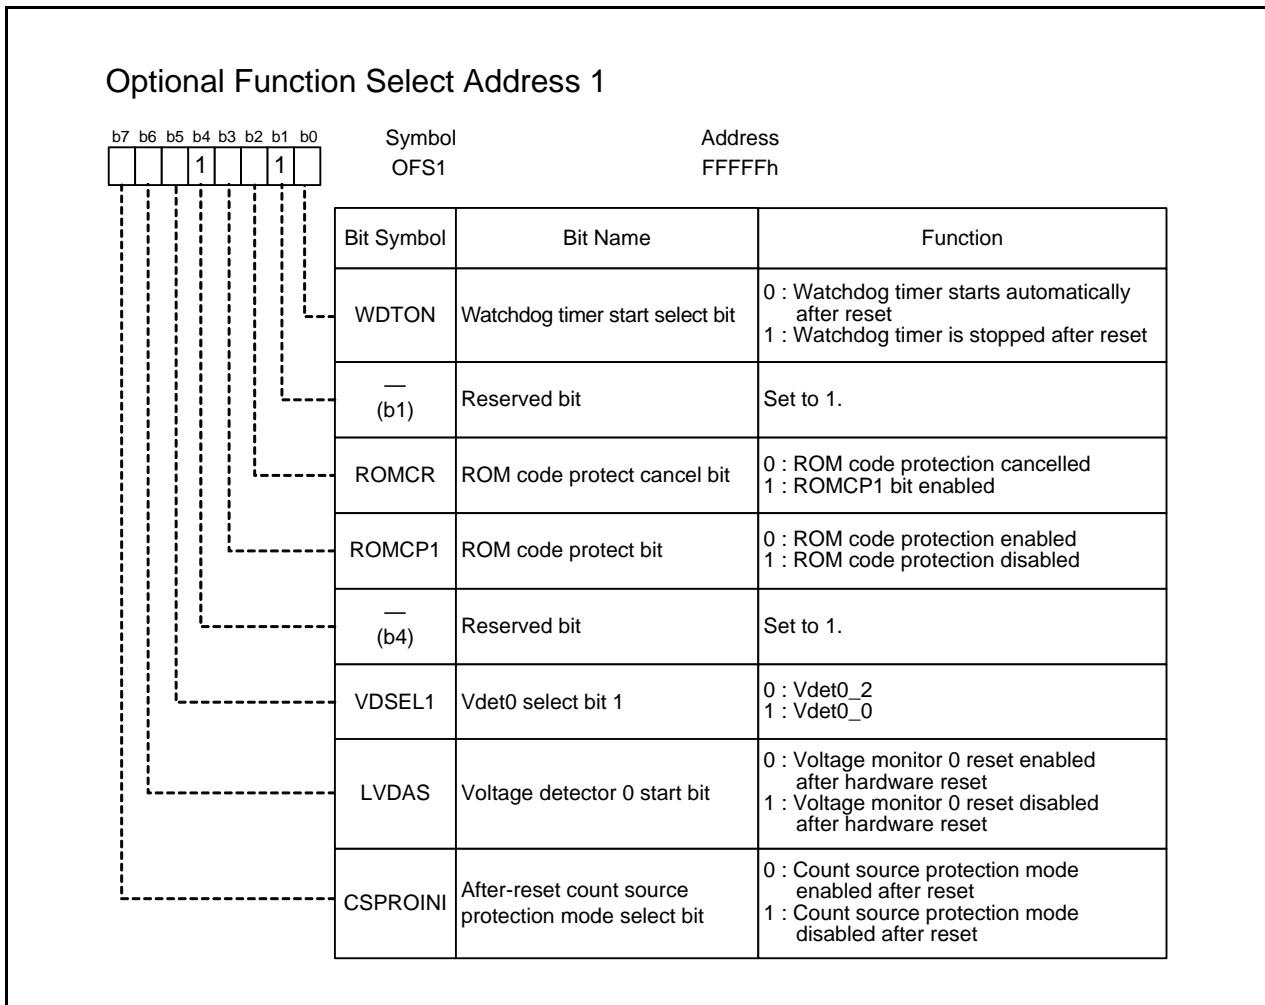 Optional Function Select Address 1
b7 b6 b5 b4 b3 b2 b1 b0
Symbol Address
1 1
OFS1 FFFFFh
Bit Symbol Bit Name Function
WDTON Watchdog timer start select bit
0 : Watchdog timer starts automatically
after reset
1 : Watchdog timer is stopped after reset
—
(b1)
Reserved bit
Set to 1.
ROMCR ROM code protect cancel bit
0 : ROM code protection cancelled
1 : ROMCP1 bit enabled
ROMCP1 ROM code protect bit
0 : ROM code protection enabled
1 : ROM code protection disabled
—
(b4)
Reserved bit
Set to 1.
VDSEL1 Vdet0 select bit 1
0 : Vdet0_2
1 : Vdet0_0
LVDAS Voltage detector 0 start bit
0 : Voltage monitor 0 reset enabled
after hardware reset
1 : Voltage monitor 0 reset disabled
after hardware reset
CSPROINI
After-reset count source
protection mode select bit
0 : Count source protection mode
enabled after reset
1 : Count source protection mode
disabled after reset